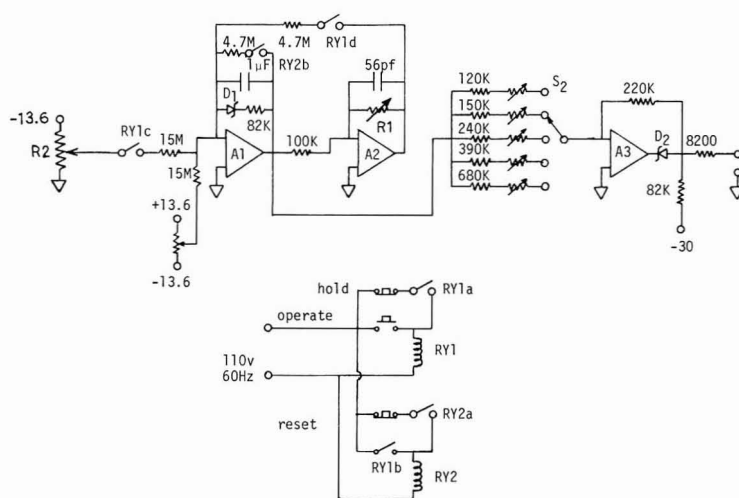 4.7M
4.7M
RY1d
RY2b
1μF
56pf
D1
82K
R1
120K
S2
150K
240K
390K
680K
220K
-13.6
R2
RY1c
15M
15M
A1
100K
A2
A3
D2
8200
82K
-30
+13.6
-13.6
hold
RY1a
operate
RY1
110v
60Hz
reset
RY2a
RY1b
RY2